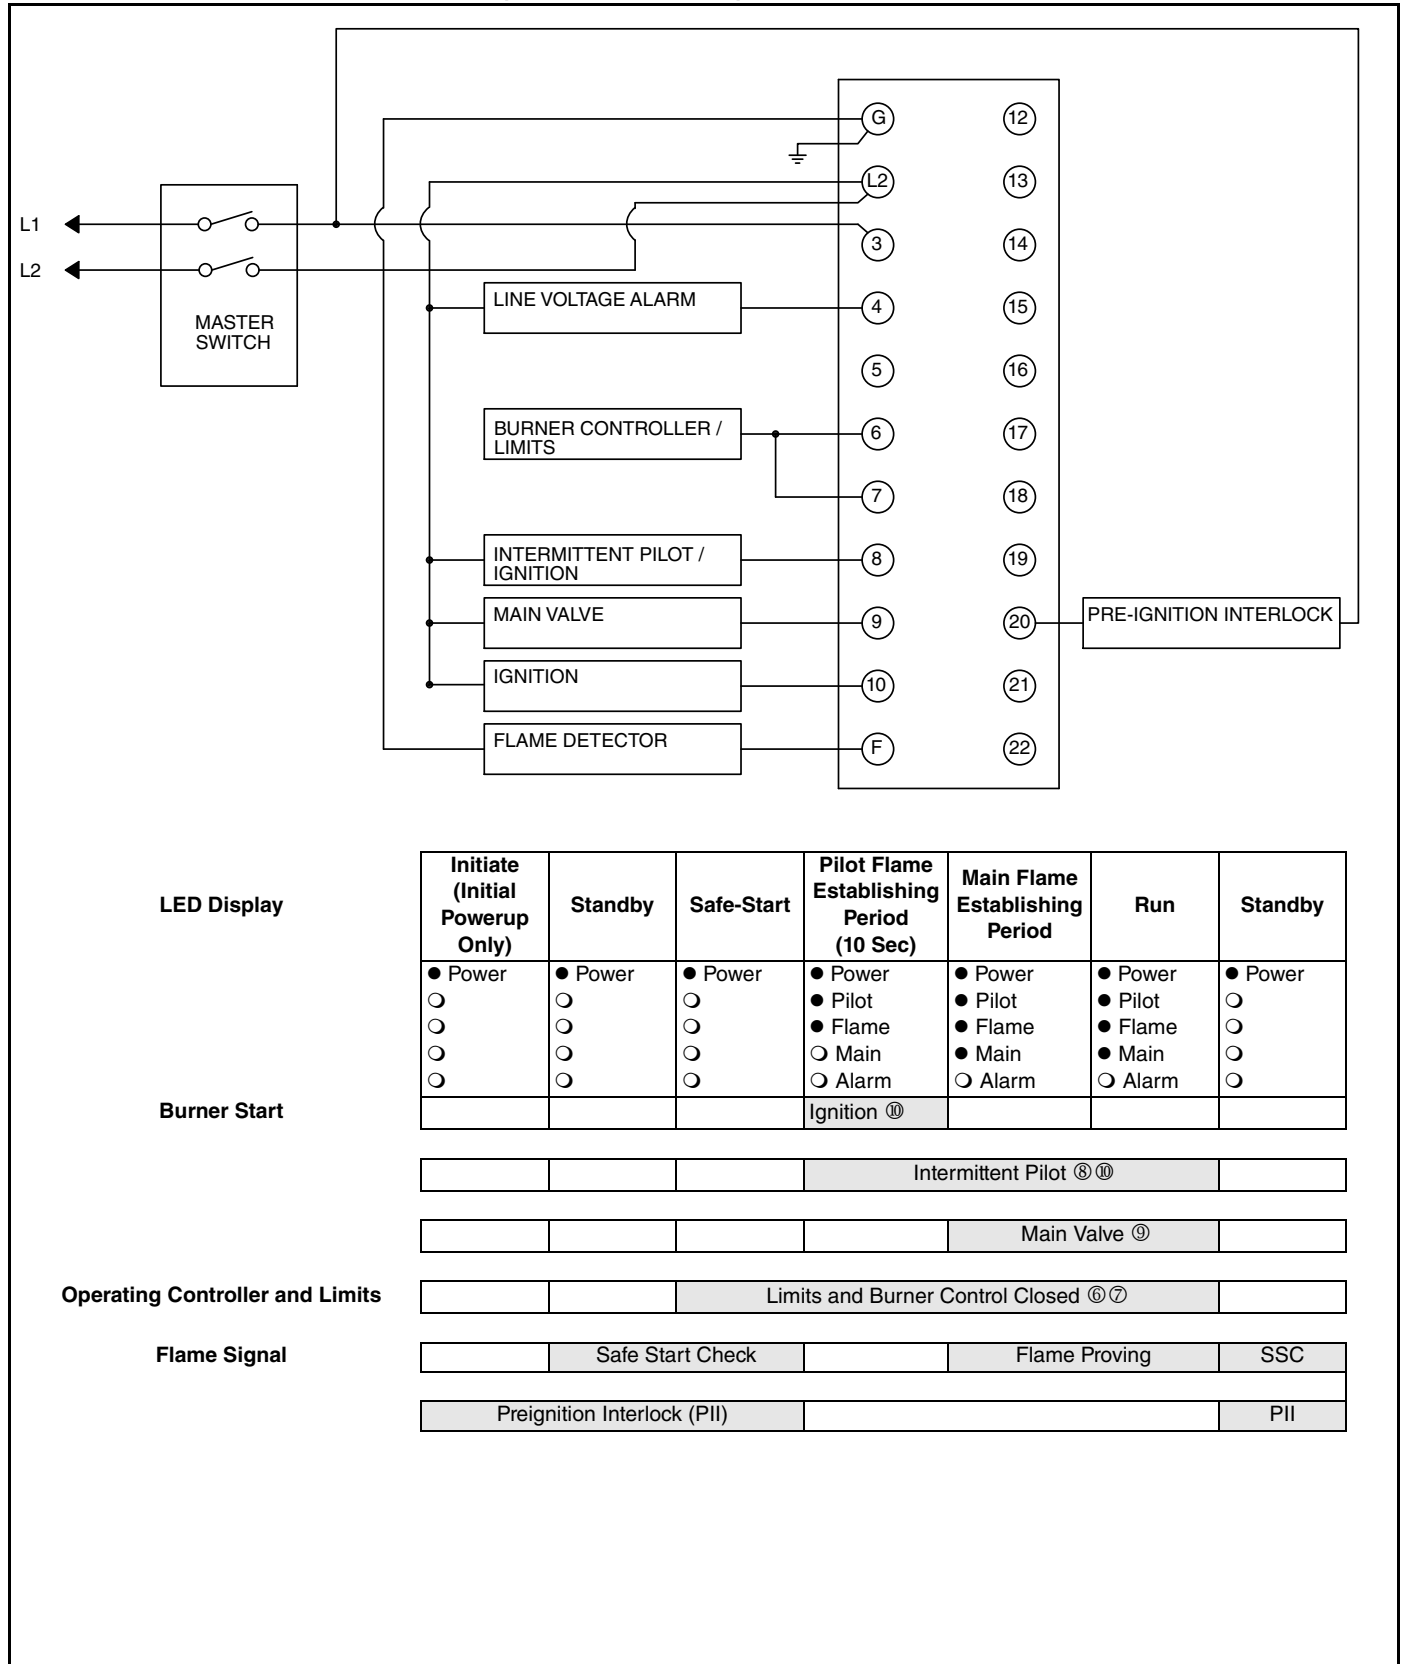 G 12
L2 13
L1
3 14
L2
LINE VOLTAGE ALARM 4 15
MASTER
SWITCH
5 16
BURNER CONTROLLER /
LIMITS
6 17
7 18
INTERMITTENT PILOT /
IGNITION
8 19
MAIN VALVE 9 20 PRE-IGNITION INTERLOCK
IGNITION 10 21
FLAME DETECTOR F 22
LED Display
Initiate
(Initial
Powerup
Only)
Standby
Safe-Start
Pilot Flame
Establishing
Period
(10 Sec)
Main Flame
Establishing
Period
Run
Standby
● Power ● Power ● Power ● Power ● Power ● Power ● Power
❍ ❍ ❍ ● Pilot ● Pilot ● Pilot ❍
❍ ❍ ❍ ● Flame ● Flame ● Flame ❍
❍ ❍ ❍ ❍ Main ● Main ● Main ❍
❍ ❍ ❍ ❍ Alarm ❍ Alarm ❍ Alarm ❍
Burner Start Ignition ⑩
Intermittent Pilot ⑧⑩
Main Valve ⑨
Operating Controller and Limits Limits and Burner Control Closed ⑥⑦
Flame Signal Safe Start Check Flame Proving SSC
Preignition Interlock (PII) PII